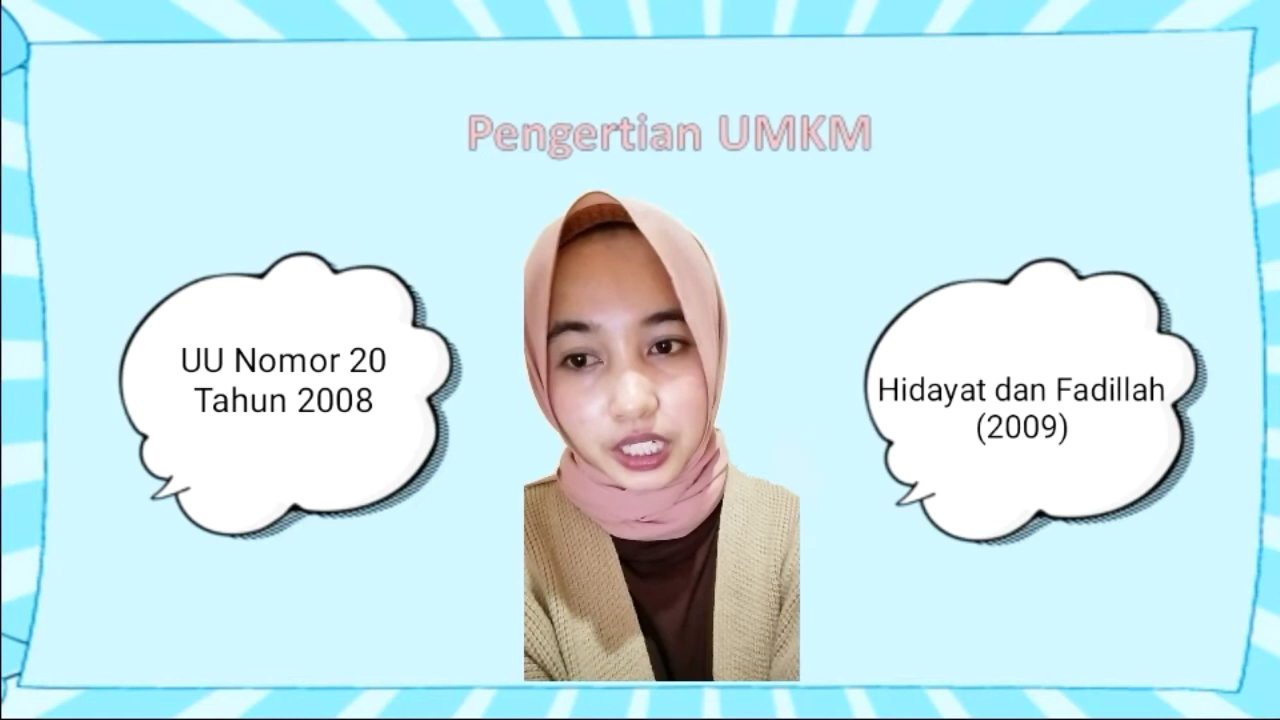 Pengertian UMKM
UU Nomor 20
Tahun 2008
Hidayat dan Fadillah
(2009)